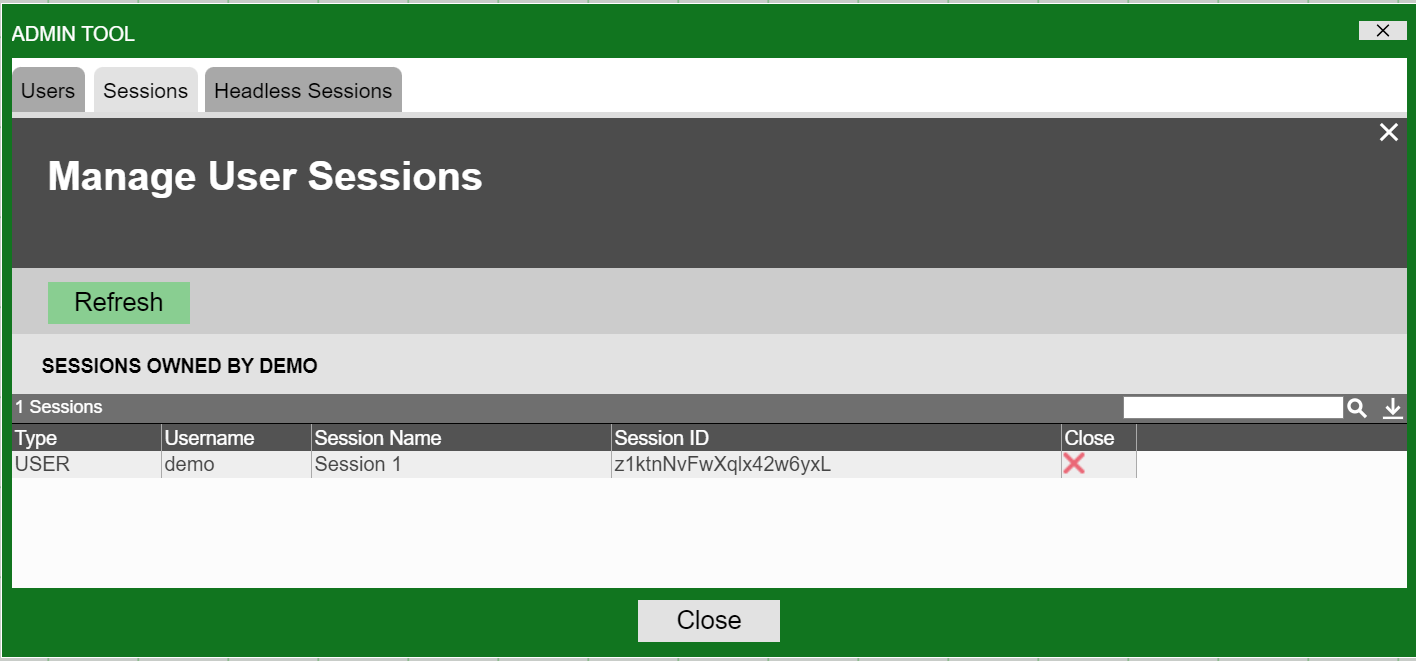 ADMIN TOOL
Users Sessions Headless Sessions
Manage User Sessions
Refresh
SESSIONS OWNED BY DEMO
1 Sessions
Type Username Session Name Session ID Close
USER demo Session 1 z1ktnNvFwXqlx42w6yxL
Close